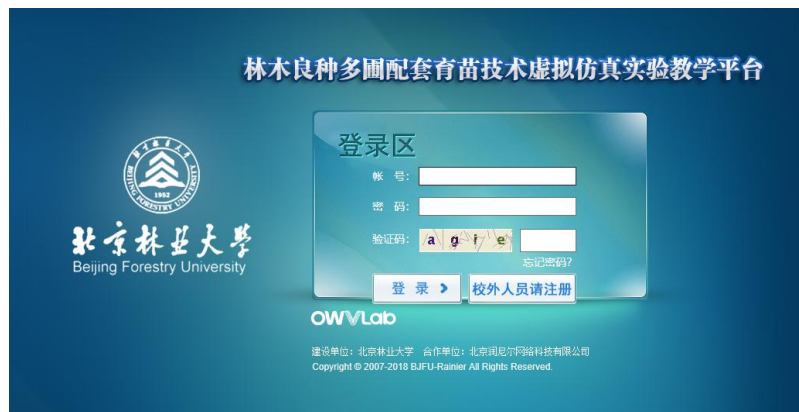 林木良种多圃配套育苗技术虚拟仿真实验教学平台
登录区
帐 号:
密 码:
验证码: a g r e
忘记密码?
登 录
校外人员请注册
BEIJING FORESTRY UNIVERSITY
1952
北京林业大学
Beijing Forestry University
OWVLab
建设单位：北京林业大学 合作单位：北京润尼尔网络科技有限公司
Copyright © 2007-2018 BJFU-Rainier All Rights Reserved.